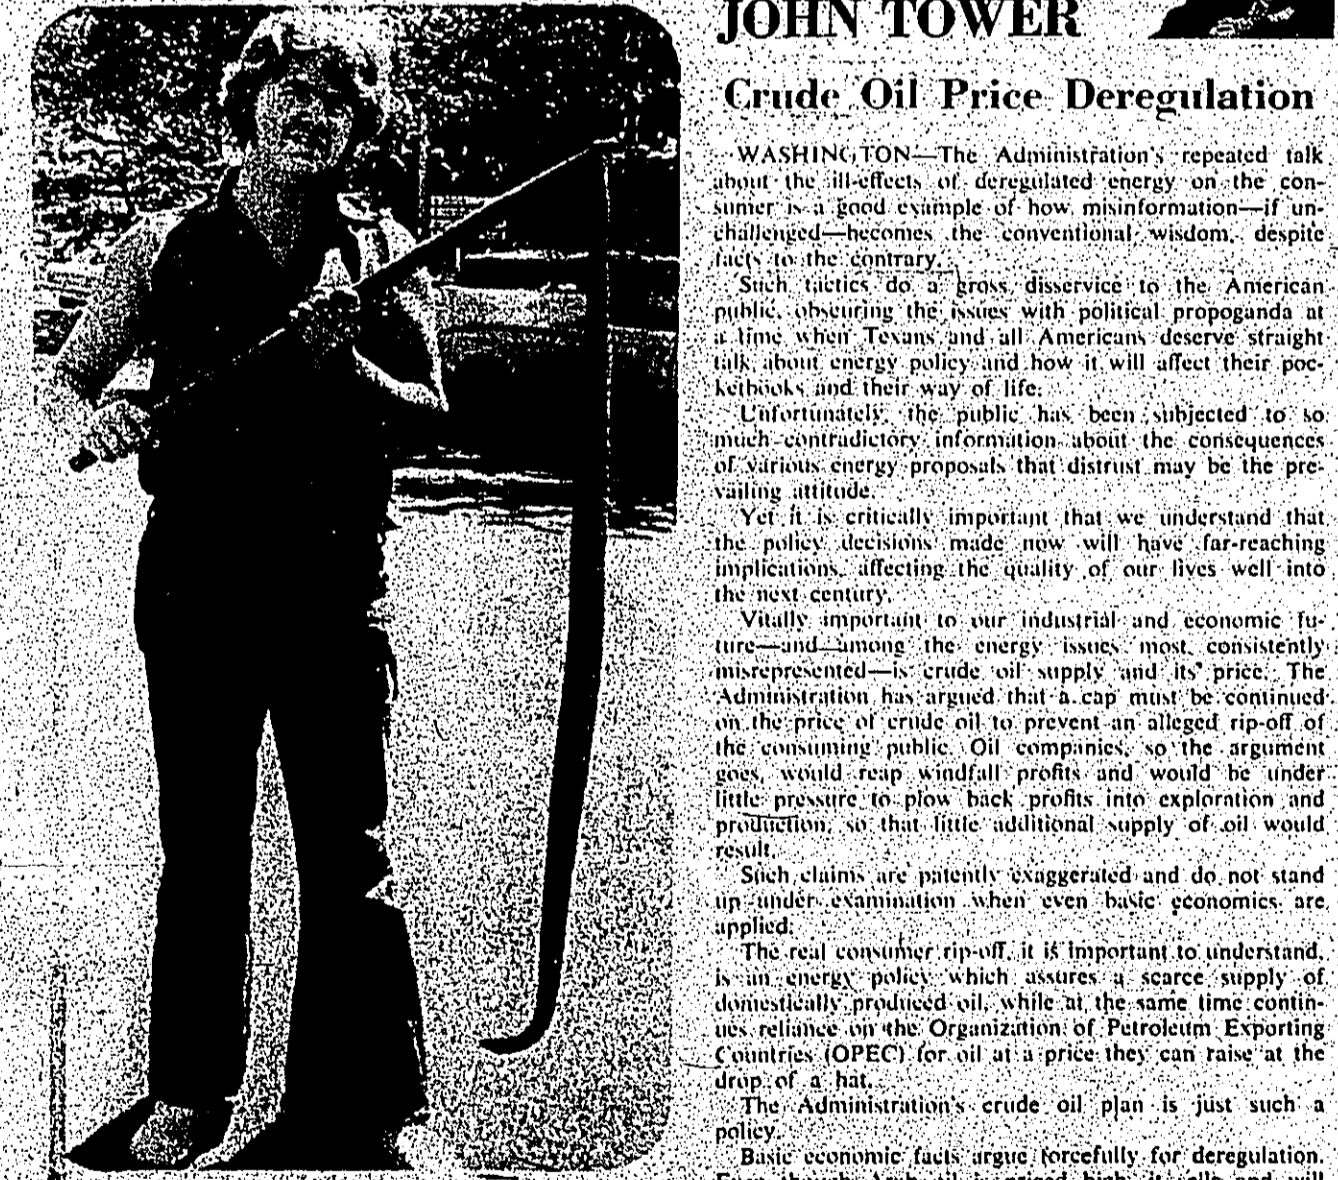 JOHN TOWER
Crude Oil Price Deregulation
WASHINGTON—The Administration's repeated talk
about the ill-effects of deregulated energy on the con-
sumer is a good example of how misinformation—if un-
challenged—becomes the conventional wisdom, despite
facts to the contrary.
Such tactics do a gross disservice to the American
public, obscuring the issues with political propoganda at
a time when Texans and all Americans deserve straight
talk about energy policy and how it will affect their poc-
ketbooks and their way of life.
Unfortunately, the public has been subjected to so
much contradictory information about the consequences
of various energy proposals that distrust may be the pre-
vailing attitude.
Yet it is critically important that we understand that
the policy decisions made now will have far-reaching
implications, affecting the quality of our lives well into
the next century.
Vitally important to our industrial and economic fu-
ture—and among the energy issues most consistently
misrepresented—is crude oil supply and its price. The
Administration has argued that a cap must be continued
on the price of crude oil to prevent an alleged rip-off of
the consuming public. Oil companies, so the argument
goes, would reap windfall profits and would be under
little pressure to plow back profits into exploration and
production, so that little additional supply of oil would
result.
Such claims are patently exaggerated and do not stand
up under examination when even basic economics are
applied.
The real consumer rip-off, it is important to understand,
is an energy policy which assures a scarce supply of
domestically produced oil, while at the same time contin-
ues reliance on the Organization of Petroleum Exporting
Countries (OPEC) for oil at a price they can raise at the
drop of a hat.
The Administration's crude oil plan is just such a
policy.
Basic economic facts argue forcefully for deregulation.